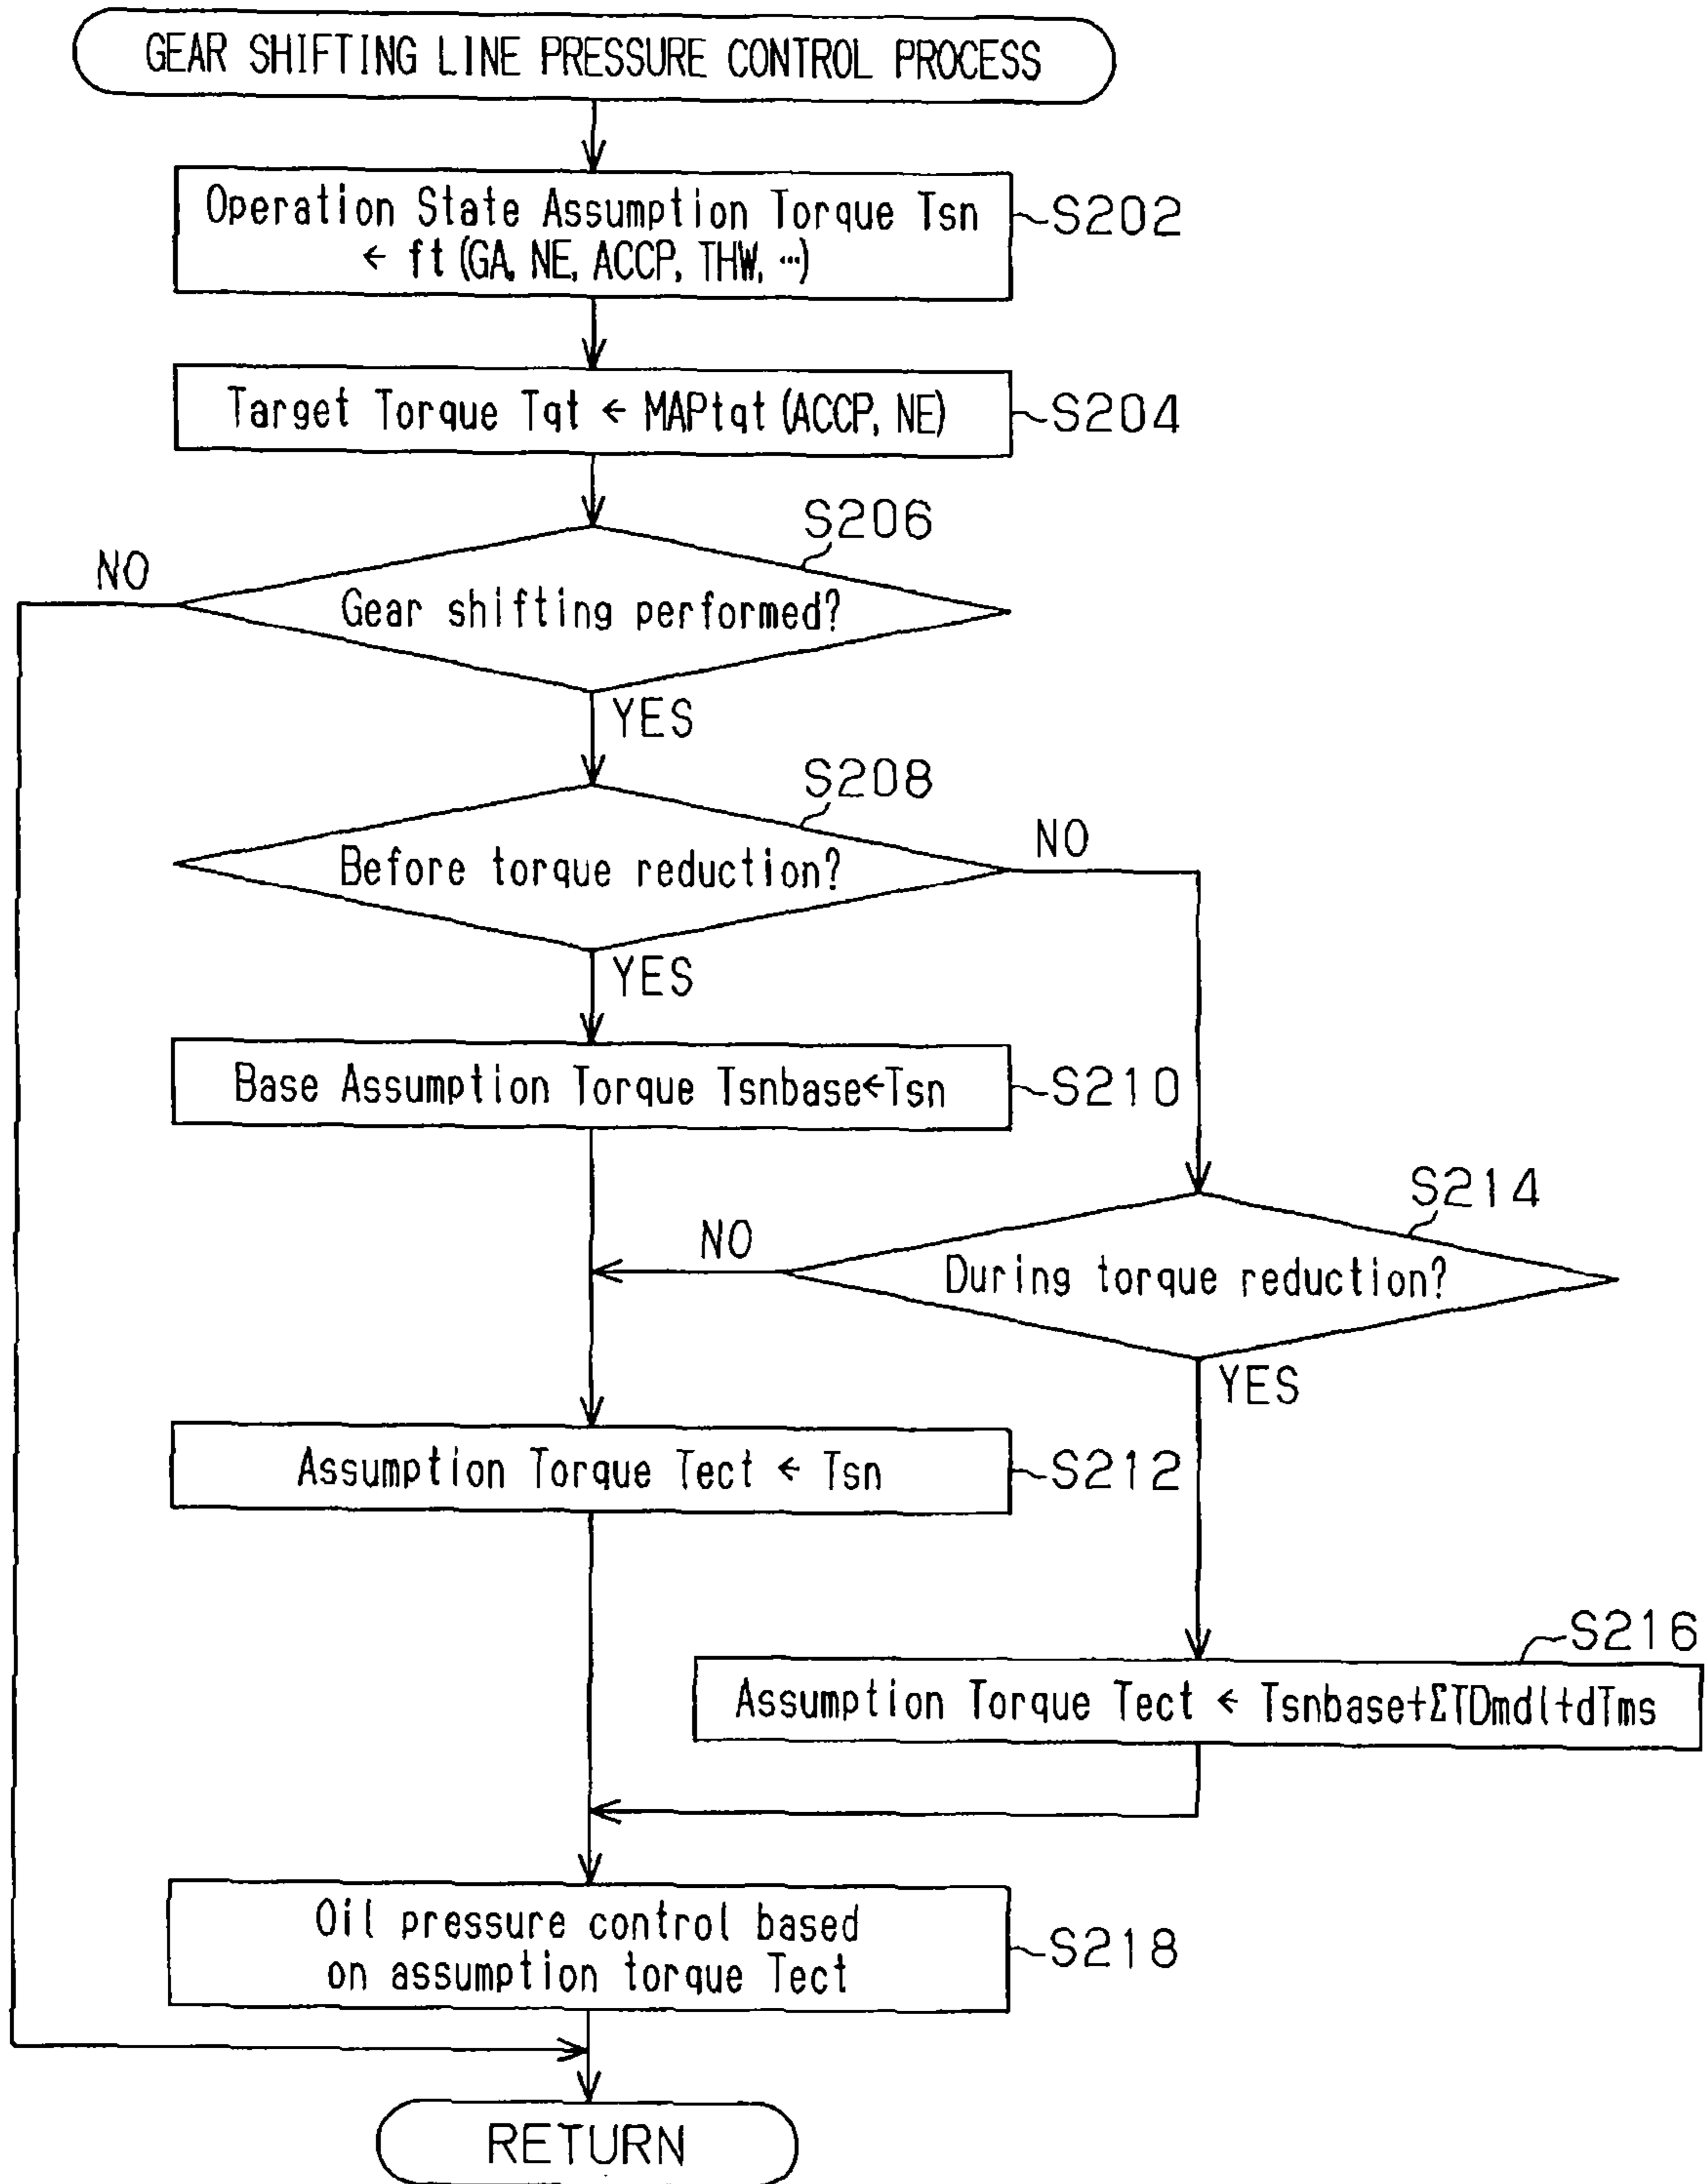 GEAR SHIFTING LINE PRESSURE CONTROL PROCESS
Operation State Assumption Torque Tsn
← ft (GA, NE, ACCP, THW, …)
S202
Target Torque Tqt ← MAPtqt (ACCP, NE)
S204
S206
NO
Gear shifting performed?
YES
S208
NO
Before torque reduction?
YES
Base Assumption Torque Tsnbase←Tsn
S210
S214
NO
During torque reduction?
YES
Assumption Torque Tect ← Tsn
S212
S216
Assumption Torque Tect ← Tsnbase+ΣTDmdl+dTms
Oil pressure control based
on assumption torque Tect
S218
RETURN